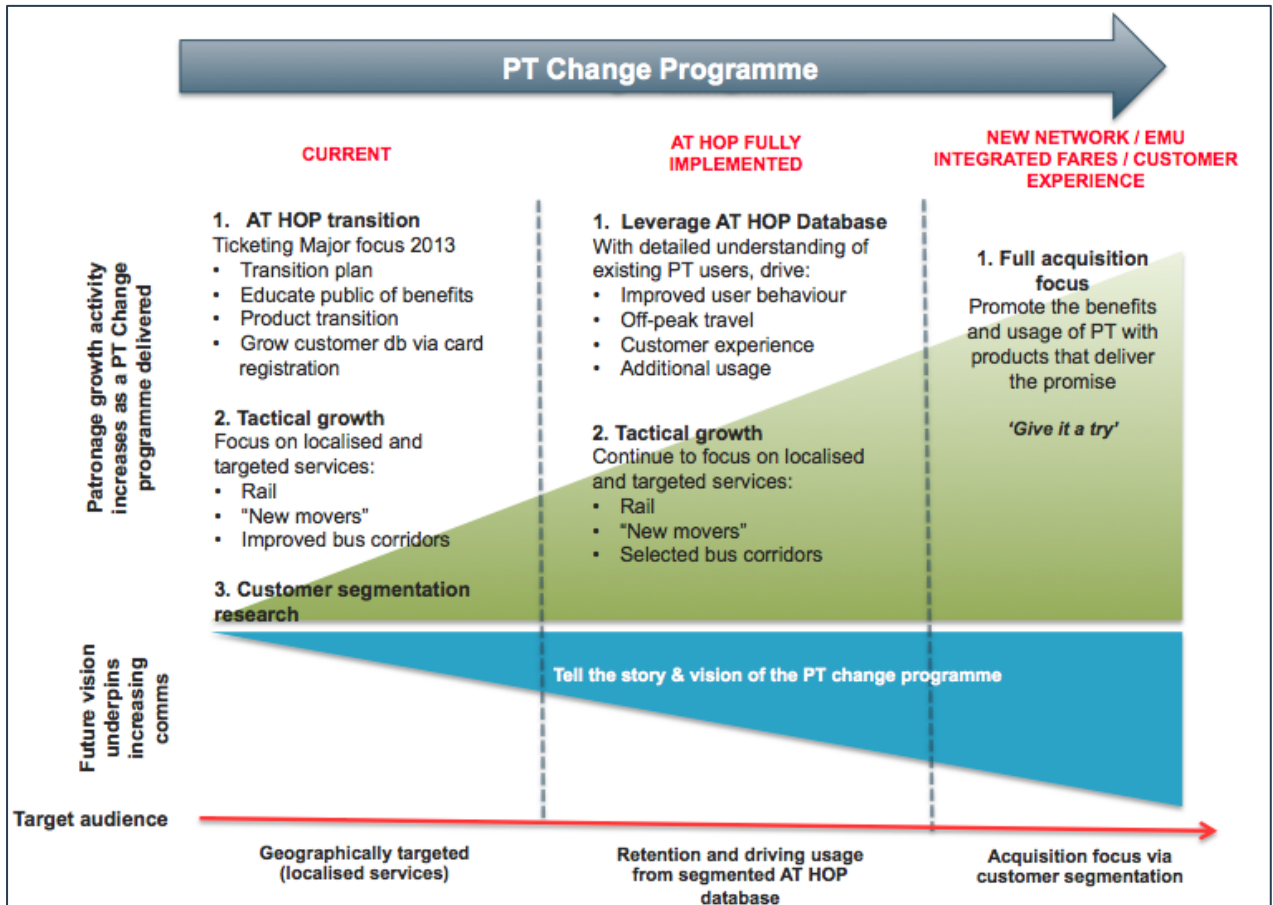 PT Change Programme
CURRENT
AT HOP FULLY
IMPLEMENTED
NEW NETWORK / EMU
INTEGRATED FARES / CUSTOMER
EXPERIENCE
Patronage growth activity
increases as a PT Change
programme delivered
1. AT HOP transition
Ticketing Major focus 2013
• Transition plan
• Educate public of benefits
• Product transition
• Grow customer db via card
registration
2. Tactical growth
Focus on localised and
targeted services:
• Rail
• "New movers"
• Improved bus corridors
3. Customer segmentation
research
1. Leverage AT HOP Database
With detailed understanding of
existing PT users, drive:
• Improved user behaviour
• Off-peak travel
• Customer experience
• Additional usage
2. Tactical growth
Continue to focus on localised
and targeted services:
• Rail
• "New movers"
• Selected bus corridors
1. Full acquisition
focus
Promote the benefits
and usage of PT with
products that deliver
the promise
'Give it a try'
Future vision
underpins
increasing
comms
Tell the story & vision of the PT change programme
Target audience
Geographically targeted
(localised services)
Retention and driving usage
from segmented AT HOP
database
Acquisition focus via
customer segmentation